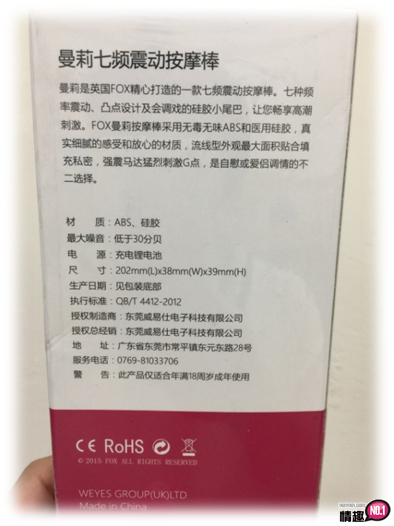 曼莉七频震动按摩棒
曼莉是英国FOX精心打造的一款七频震动按摩棒。七种频
率震动、凸点设计及会调戏的硅胶小尾巴，让您畅享高潮
刺激。FOX曼莉按摩棒采用无毒无味ABS和医用硅胶，真
实细腻的感受和放心的材质，流线型外观最大面积贴合填
充私密，强震马达猛烈刺激G点，是自慰或爱侣调情的不
二选择。
材 质：ABS、硅胶
最大噪音：低于30分贝
电 源：充电锂电池
尺 寸：202mm(L)x38mm(W)x39mm(H)
生产日期：见包装底部
执行标准：QB/T 4412-2012
授权制造商：东莞威易仕电子科技有限公司
授权总经销：东莞威易仕电子科技有限公司
地 址：广东省东莞市常平镇东元东路28号
服务电话：0769-81033706
警 告：此产品仅适合年满18周岁成年使用
CE RoHS
© 2015 FOX ALL RIGHTS RESERVED
WEYES GROUP(UK)LTD
Made in China
情趣 NO.1